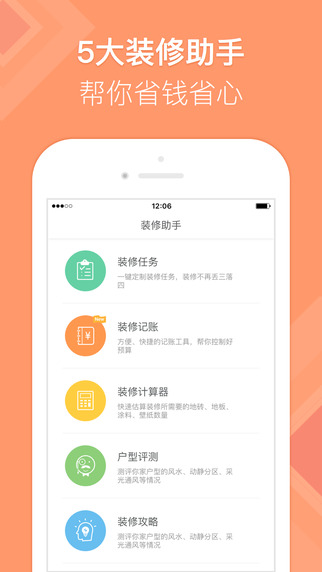 5大装修助手
帮你省钱省心
12:06
装修助手
装修任务
一键定制装修任务、装修不再丢三落
四
New
装修记账
方便、快捷的记账工具，帮你控制好
预算
装修计算器
快速估算装修所需要的地砖、地板、
涂料、壁纸数量
户型评测
测评你家户型的风水、动静分区、采
光通风等情况
装修攻略
测评你家户型的风水、动静分区、采
光通风等情况